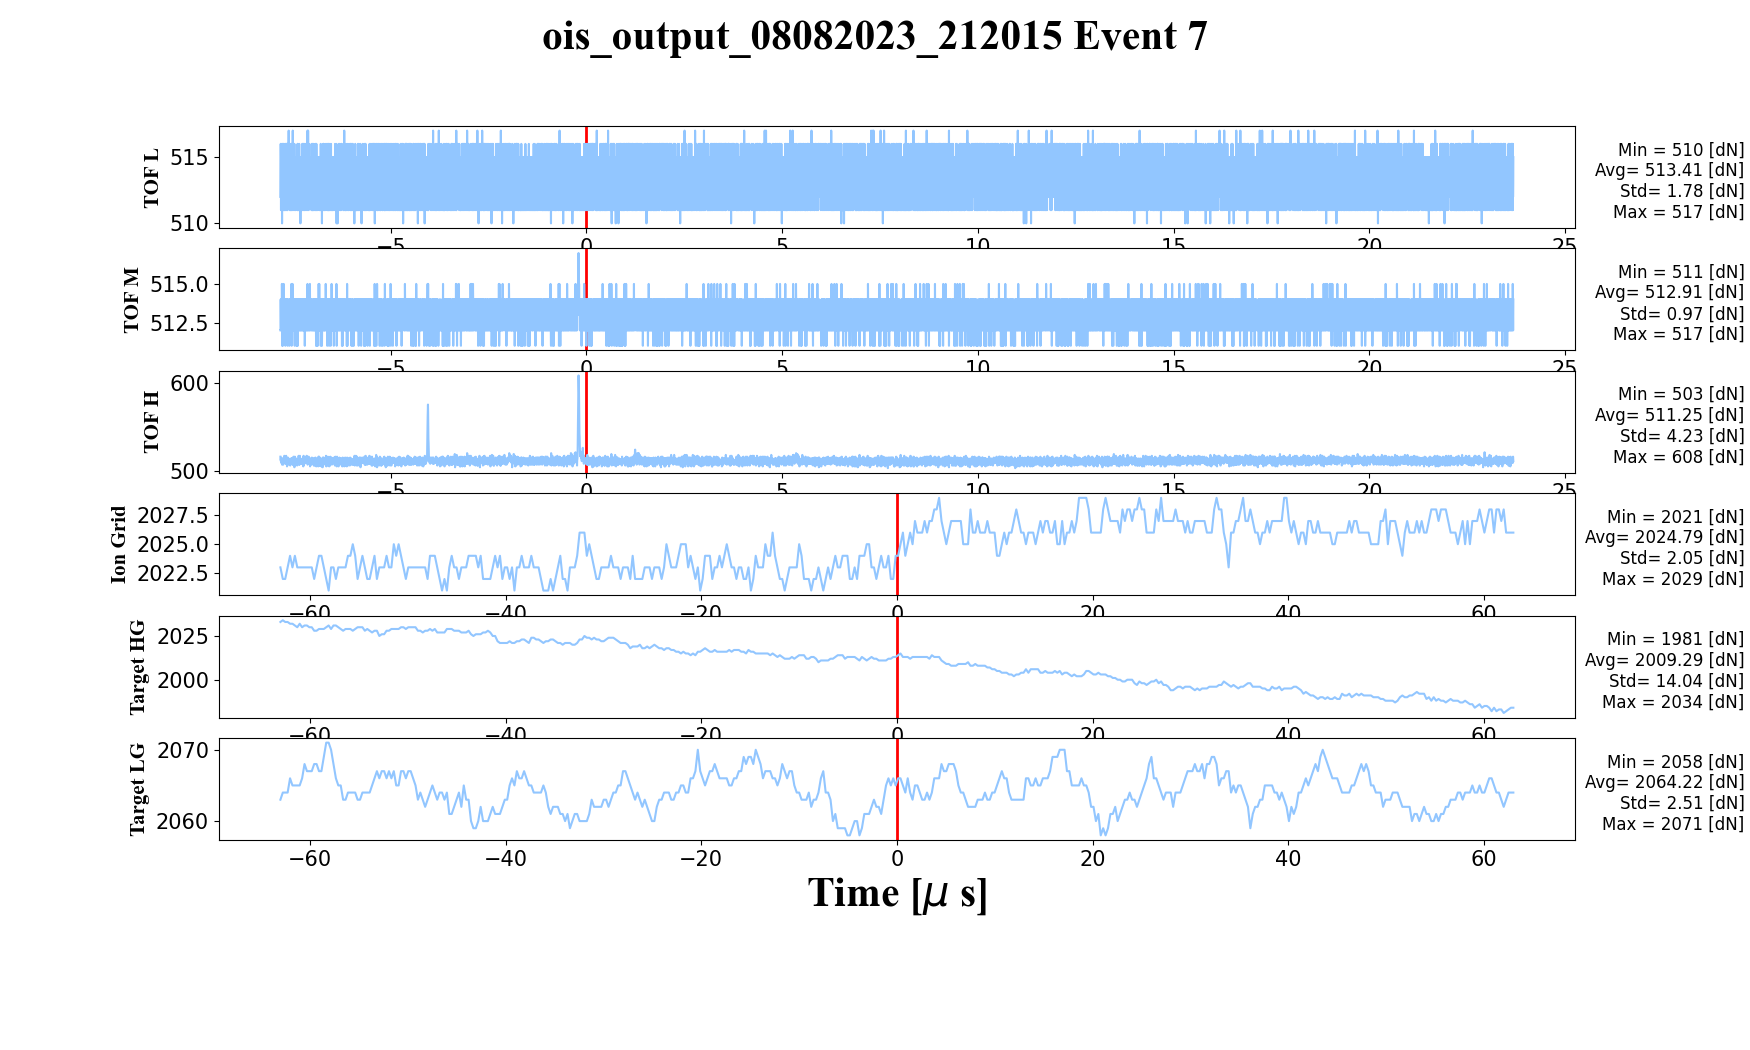 ois_output_08082023_212015 Event 7
TOF L
515
510
−5 0 5 10 15 20 25
Min = 510 [dN]
Avg= 513.41 [dN]
Std= 1.78 [dN]
Max = 517 [dN]
TOF M
515.0
512.5
−5 0 5 10 15 20 25
Min = 511 [dN]
Avg= 512.91 [dN]
Std= 0.97 [dN]
Max = 517 [dN]
TOF H
600
500
−5 0 5 10 15 20 25
Min = 503 [dN]
Avg= 511.25 [dN]
Std= 4.23 [dN]
Max = 608 [dN]
Ion Grid
2027.5
2025.0
2022.5
−60 −40 −20 0 20 40 60
Min = 2021 [dN]
Avg= 2024.79 [dN]
Std= 2.05 [dN]
Max = 2029 [dN]
Target HG
2025
2000
−60 −40 −20 0 20 40 60
Min = 1981 [dN]
Avg= 2009.29 [dN]
Std= 14.04 [dN]
Max = 2034 [dN]
Target LG
2070
2060
−60 −40 −20 0 20 40 60
Min = 2058 [dN]
Avg= 2064.22 [dN]
Std= 2.51 [dN]
Max = 2071 [dN]
Time [μ s]